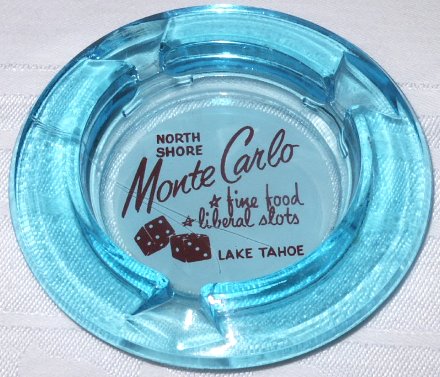 NORTH
SHORE
Monte Carlo
☆ fine food
☆ liberal slots
LAKE TAHOE